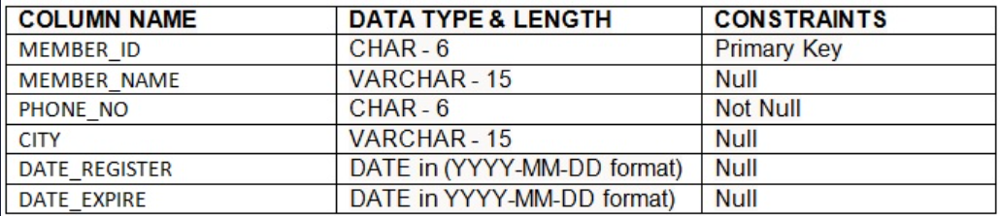 COLUMN NAME DATA TYPE & LENGTH CONSTRAINTS
MEMBER_ID CHAR - 6 Primary Key
MEMBER_NAME VARCHAR - 15 Null
PHONE_NO CHAR - 6 Not Null
CITY VARCHAR - 15 Null
DATE_REGISTER DATE in (YYYY-MM-DD format) Null
DATE_EXPIRE DATE in YYYY-MM-DD format) Null